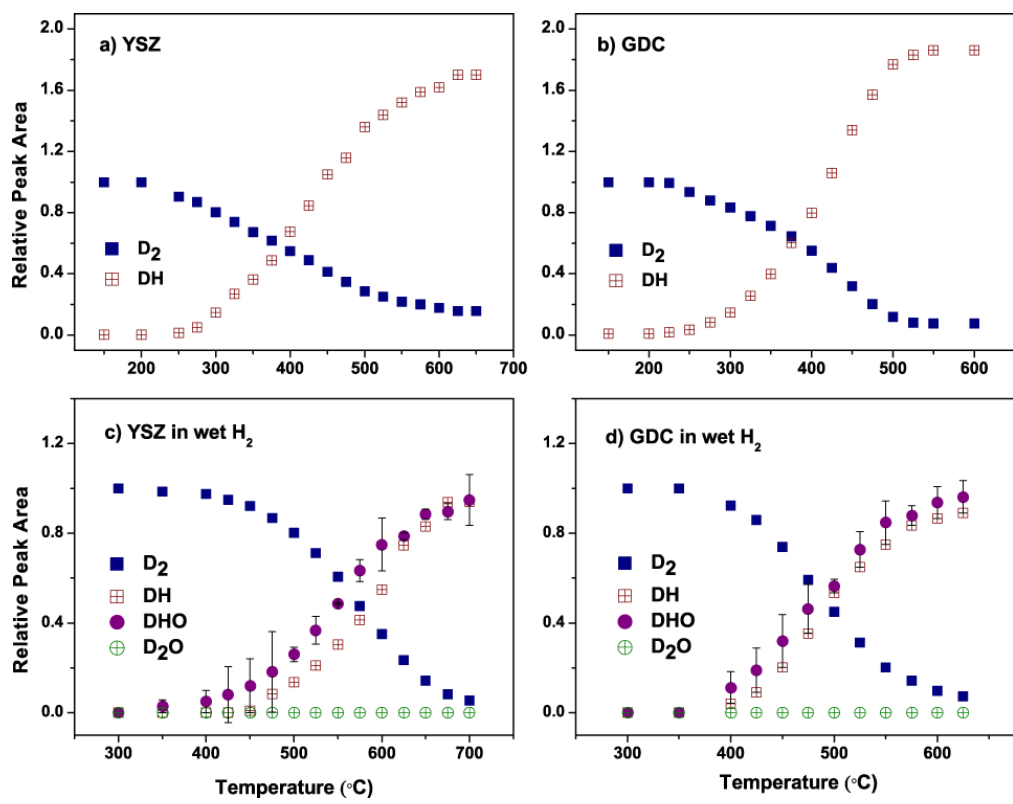 a) YSZ
b) GDC
Relative Peak Area
2.0
1.6
1.2
0.8
0.4
0.0
D2
DH
200 300 400 500 600 700
2.0
1.6
1.2
0.8
0.4
0.0
D2
DH
200 300 400 500 600
c) YSZ in wet H2
d) GDC in wet H2
Relative Peak Area
1.2
0.8
0.4
0.0
D2
DH
DHO
D2O
300 400 500 600 700
Temperature (°C)
1.2
0.8
0.4
0.0
D2
DH
DHO
D2O
300 400 500 600
Temperature (°C)